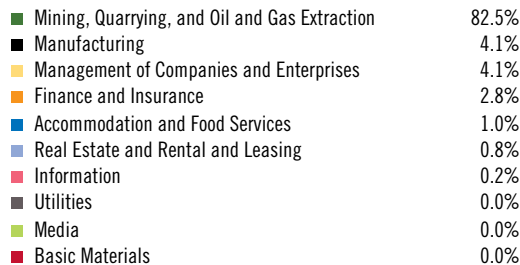 Mining, Quarrying, and Oil and Gas Extraction 82.5%
Manufacturing 4.1%
Management of Companies and Enterprises 4.1%
Finance and Insurance 2.8%
Accommodation and Food Services 1.0%
Real Estate and Rental and Leasing 0.8%
Information 0.2%
Utilities 0.0%
Media 0.0%
Basic Materials 0.0%